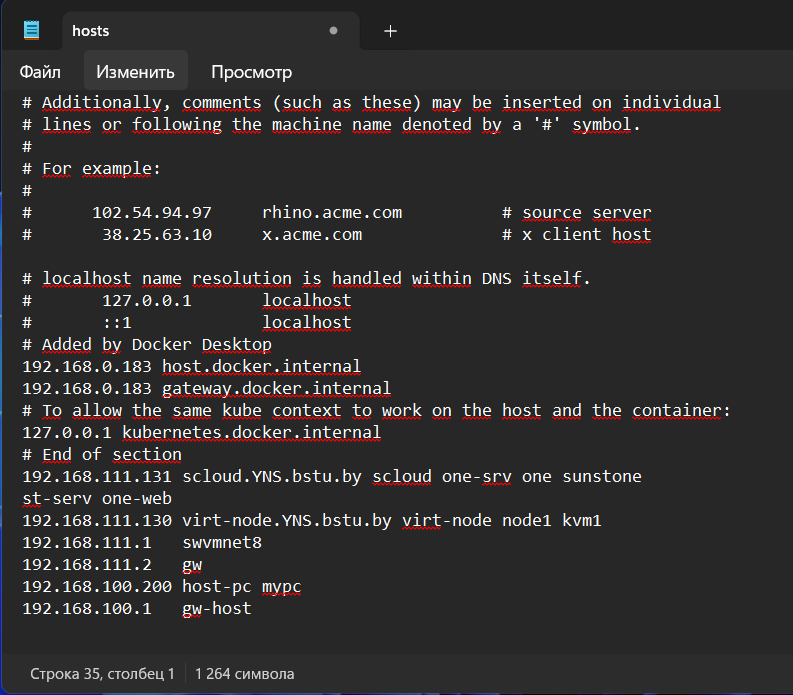 hosts
Файл Изменить Просмотр
# Additionally, comments (such as these) may be inserted on individual
# lines or following the machine name denoted by a '#' symbol.
#
# For example:
#
#      102.54.94.97     rhino.acme.com          # source server
#       38.25.63.10     x.acme.com              # x client host
# localhost name resolution is handled within DNS itself.
#       127.0.0.1       localhost
#       ::1             localhost
# Added by Docker Desktop
192.168.0.183 host.docker.internal
192.168.0.183 gateway.docker.internal
# To allow the same kube context to work on the host and the container:
127.0.0.1 kubernetes.docker.internal
# End of section
192.168.111.131 scloud.YNS.bstu.by scloud one-srv one sunstone
st-serv one-web
192.168.111.130 virt-node.YNS.bstu.by virt-node node1 kvm1
192.168.111.1   swvmnet8
192.168.111.2   gw
192.168.100.200 host-pc mypc
192.168.100.1   gw-host
Строка 35, столбец 1 1 264 символа